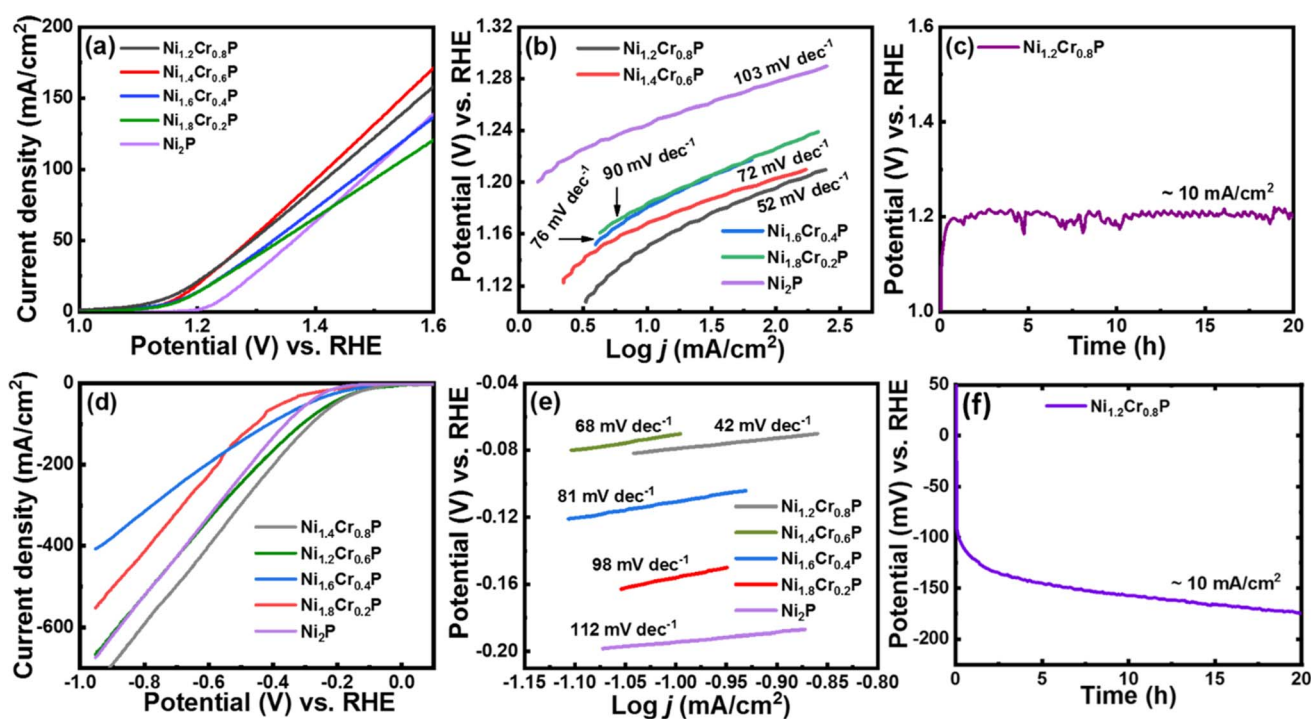 (a)
Ni1.2Cr0.8P
Ni1.4Cr0.6P
Ni1.6Cr0.4P
Ni1.8Cr0.2P
Ni2P
200
150
100
50
0
1.0
1.2
1.4
1.6
Current density (mA/cm2)
Potential (V) vs. RHE
(b)
Ni1.2Cr0.8P
Ni1.4Cr0.6P
103 mV dec-1
90 mV dec-1
76 mV dec-1
72 mV dec-1
52 mV dec-1
Ni1.6Cr0.4P
Ni1.8Cr0.2P
Ni2P
1.28
1.24
1.20
1.16
1.12
0.0
0.5
1.0
1.5
2.0
2.5
Potential (V) vs. RHE
Log j (mA/cm2)
(c)
Ni1.2Cr0.8P
~ 10 mA/cm2
1.6
1.5
1.4
1.3
1.2
1.1
1.0
0
5
10
15
20
Potential (V) vs. RHE
Time (h)
(d)
Ni1.4Cr0.8P
Ni1.2Cr0.6P
Ni1.6Cr0.4P
Ni1.8Cr0.2P
Ni2P
0
-200
-400
-600
-1.0
-0.8
-0.6
-0.4
-0.2
0.0
Current density (mA/cm2)
Potential (V) vs. RHE
(e)
68 mV dec-1
42 mV dec-1
81 mV dec-1
98 mV dec-1
112 mV dec-1
Ni1.2Cr0.8P
Ni1.4Cr0.6P
Ni1.6Cr0.4P
Ni1.8Cr0.2P
Ni2P
-0.04
-0.08
-0.12
-0.16
-0.20
-1.15
-1.10
-1.05
-1.00
-0.95
-0.90
-0.85
-0.80
Potential (V) vs. RHE
Log j (mA/cm2)
(f)
Ni1.2Cr0.8P
~ 10 mA/cm2
50
0
-50
-100
-150
-200
0
5
10
15
20
Potential (mV) vs. RHE
Time (h)